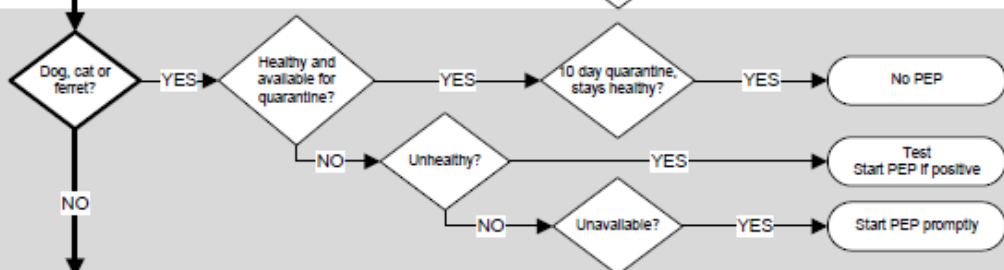 Dog, cat or
ferret?
YES
Healthy and
available for
quarantine?
YES
10 day quarantine,
stays healthy?
YES
No PEP
NO
Unhealthy?
YES
Test
Start PEP if positive
NO
NO
Unavailable?
YES
Start PEP promptly